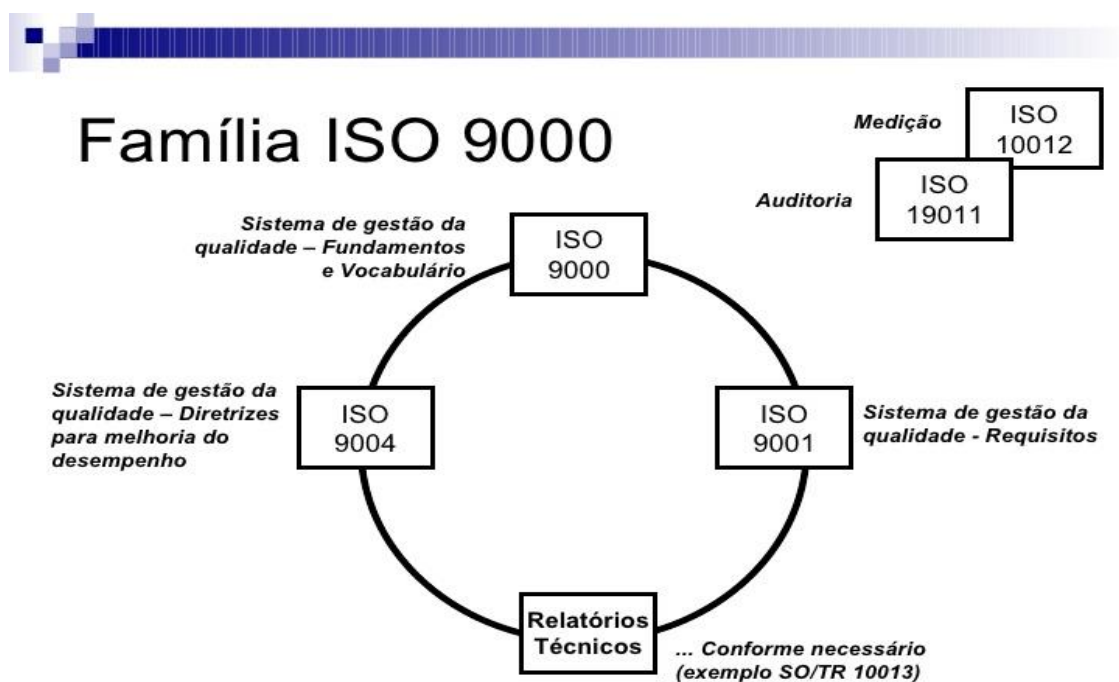 Família ISO 9000
Medição
ISO
10012
Auditoria
ISO
19011
Sistema de gestão da
qualidade – Fundamentos
e Vocabulário
ISO
9000
Sistema de gestão da
qualidade – Diretrizes
para melhoria do
desempenho
ISO
9004
ISO
9001
Sistema de gestão da
qualidade - Requisitos
Relatórios
Técnicos
... Conforme necessário
(exemplo SO/TR 10013)